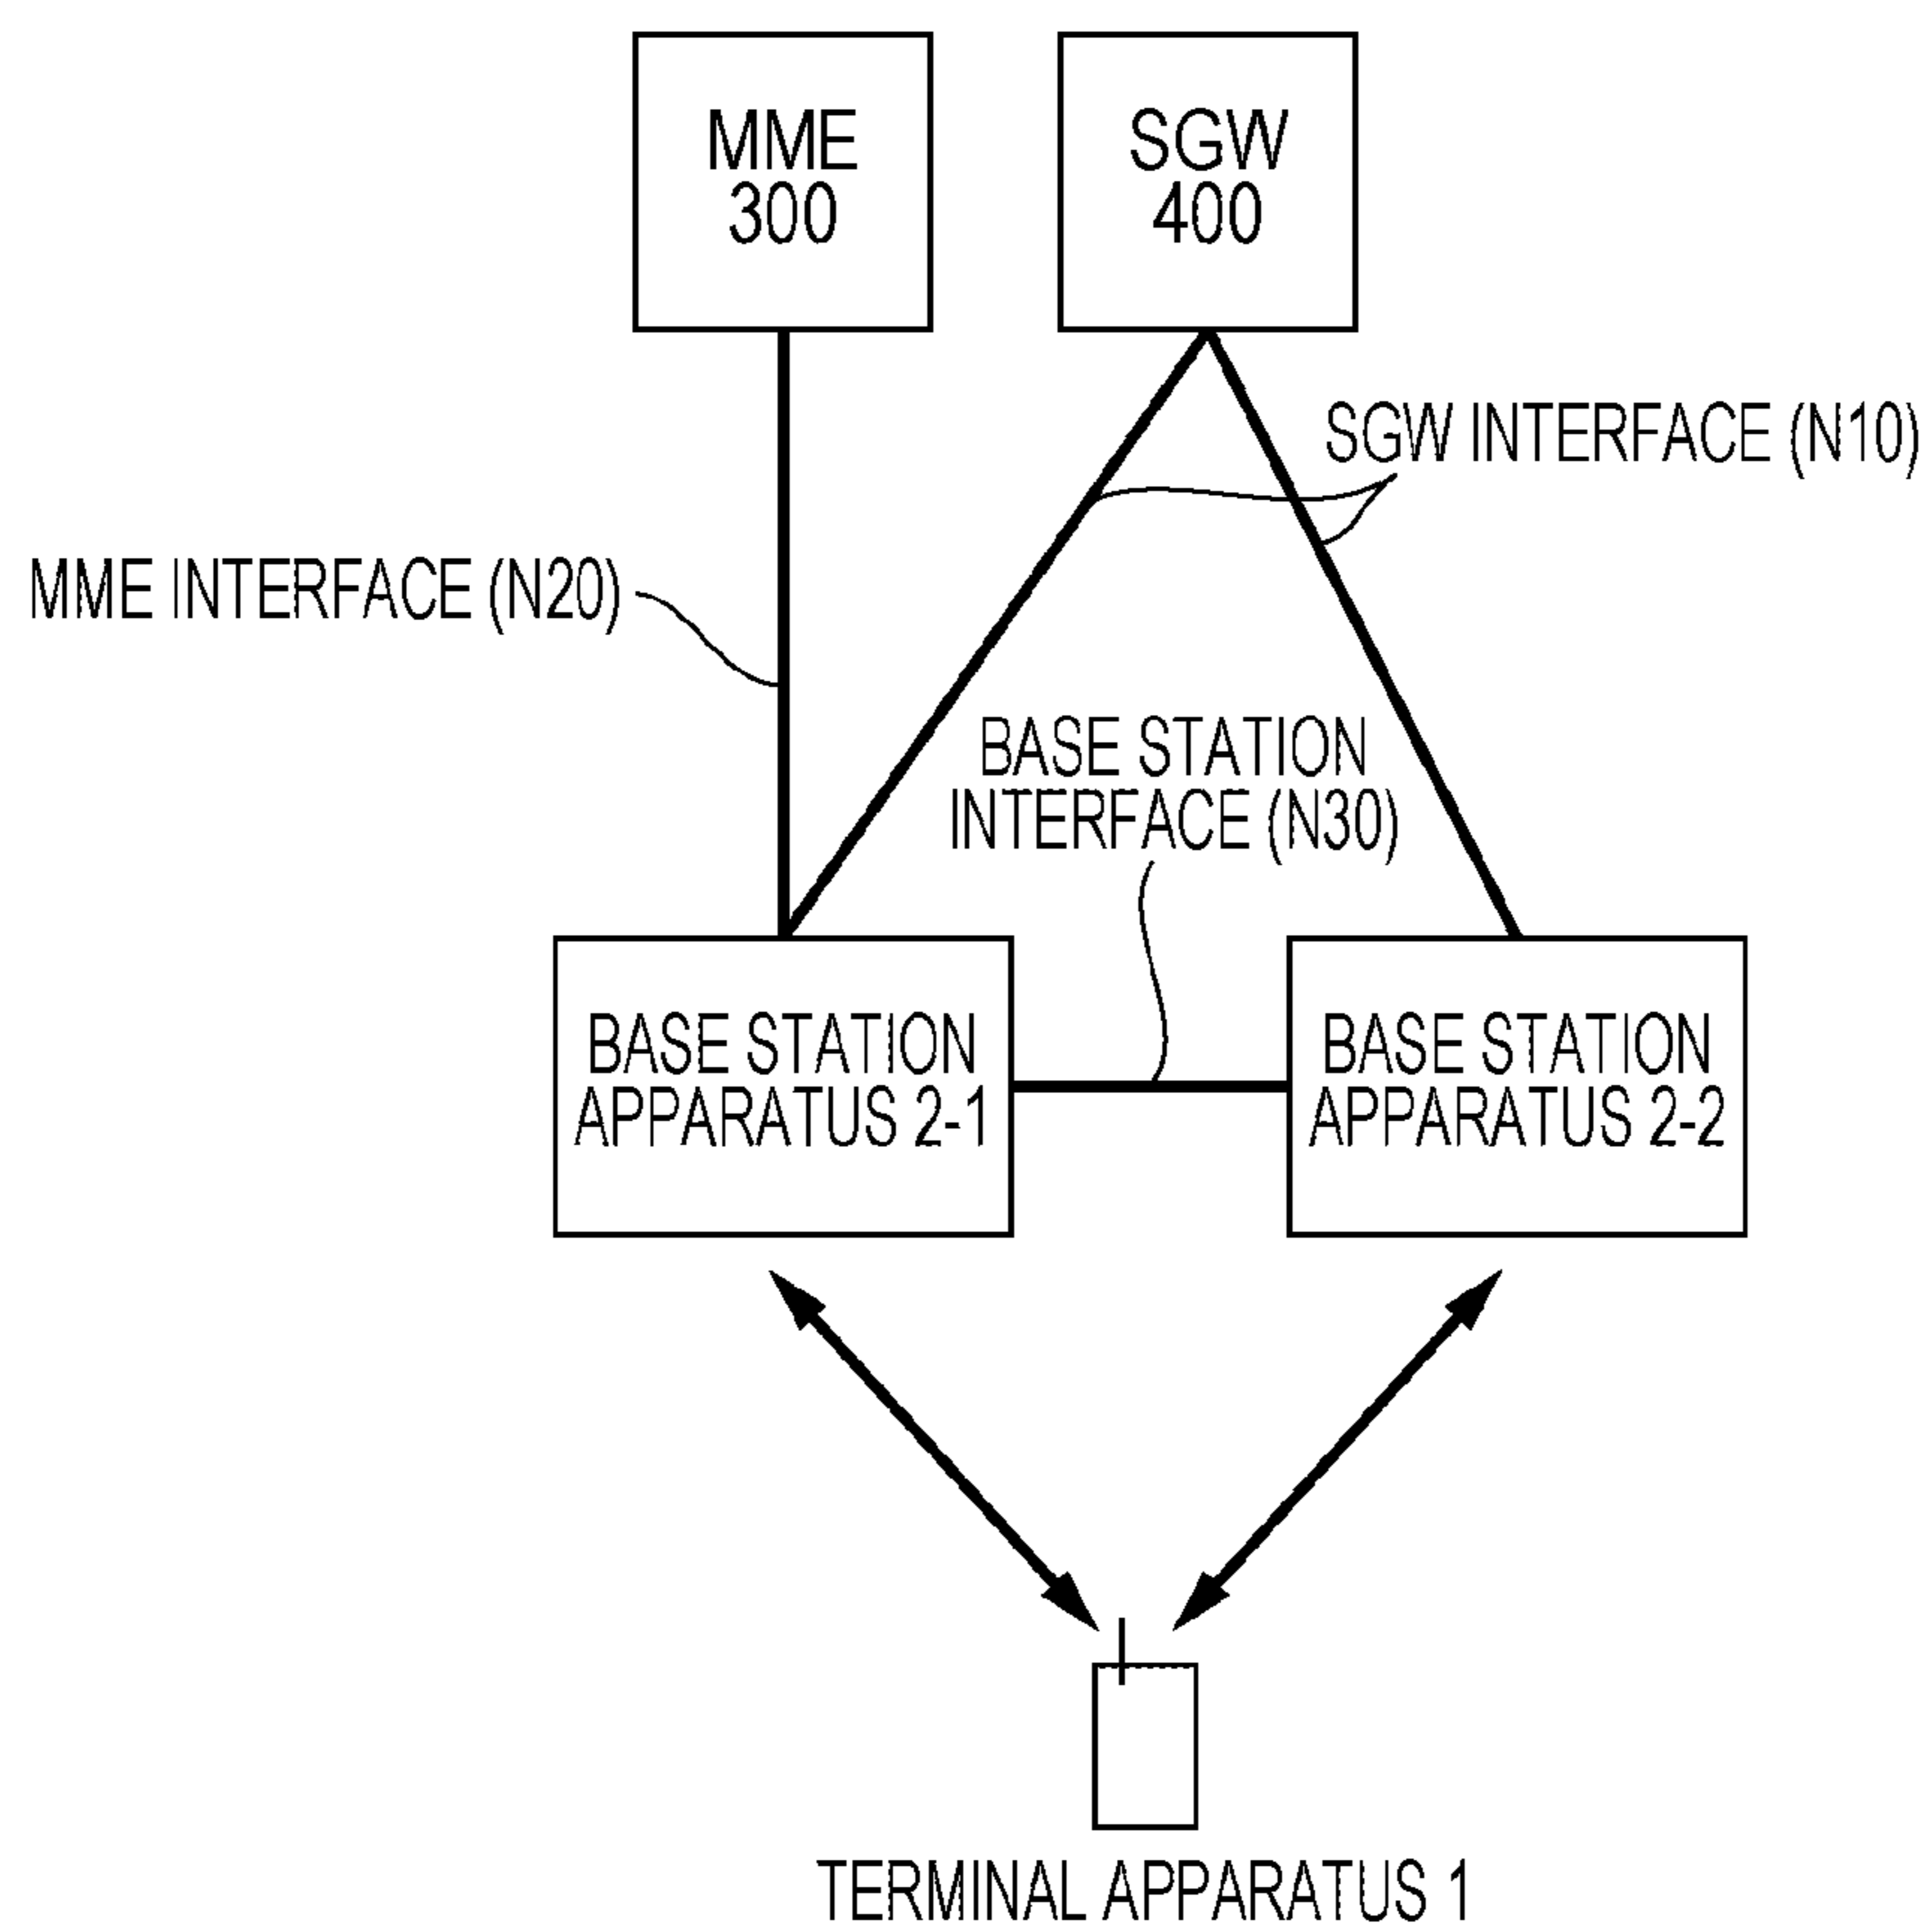 MME
300
SGW
400
SGW INTERFACE (N10)
MME INTERFACE (N20)
BASE STATION
INTERFACE (N30)
BASE STATION
APPARATUS 2-1
BASE STATION
APPARATUS 2-2
TERMINAL APPARATUS 1